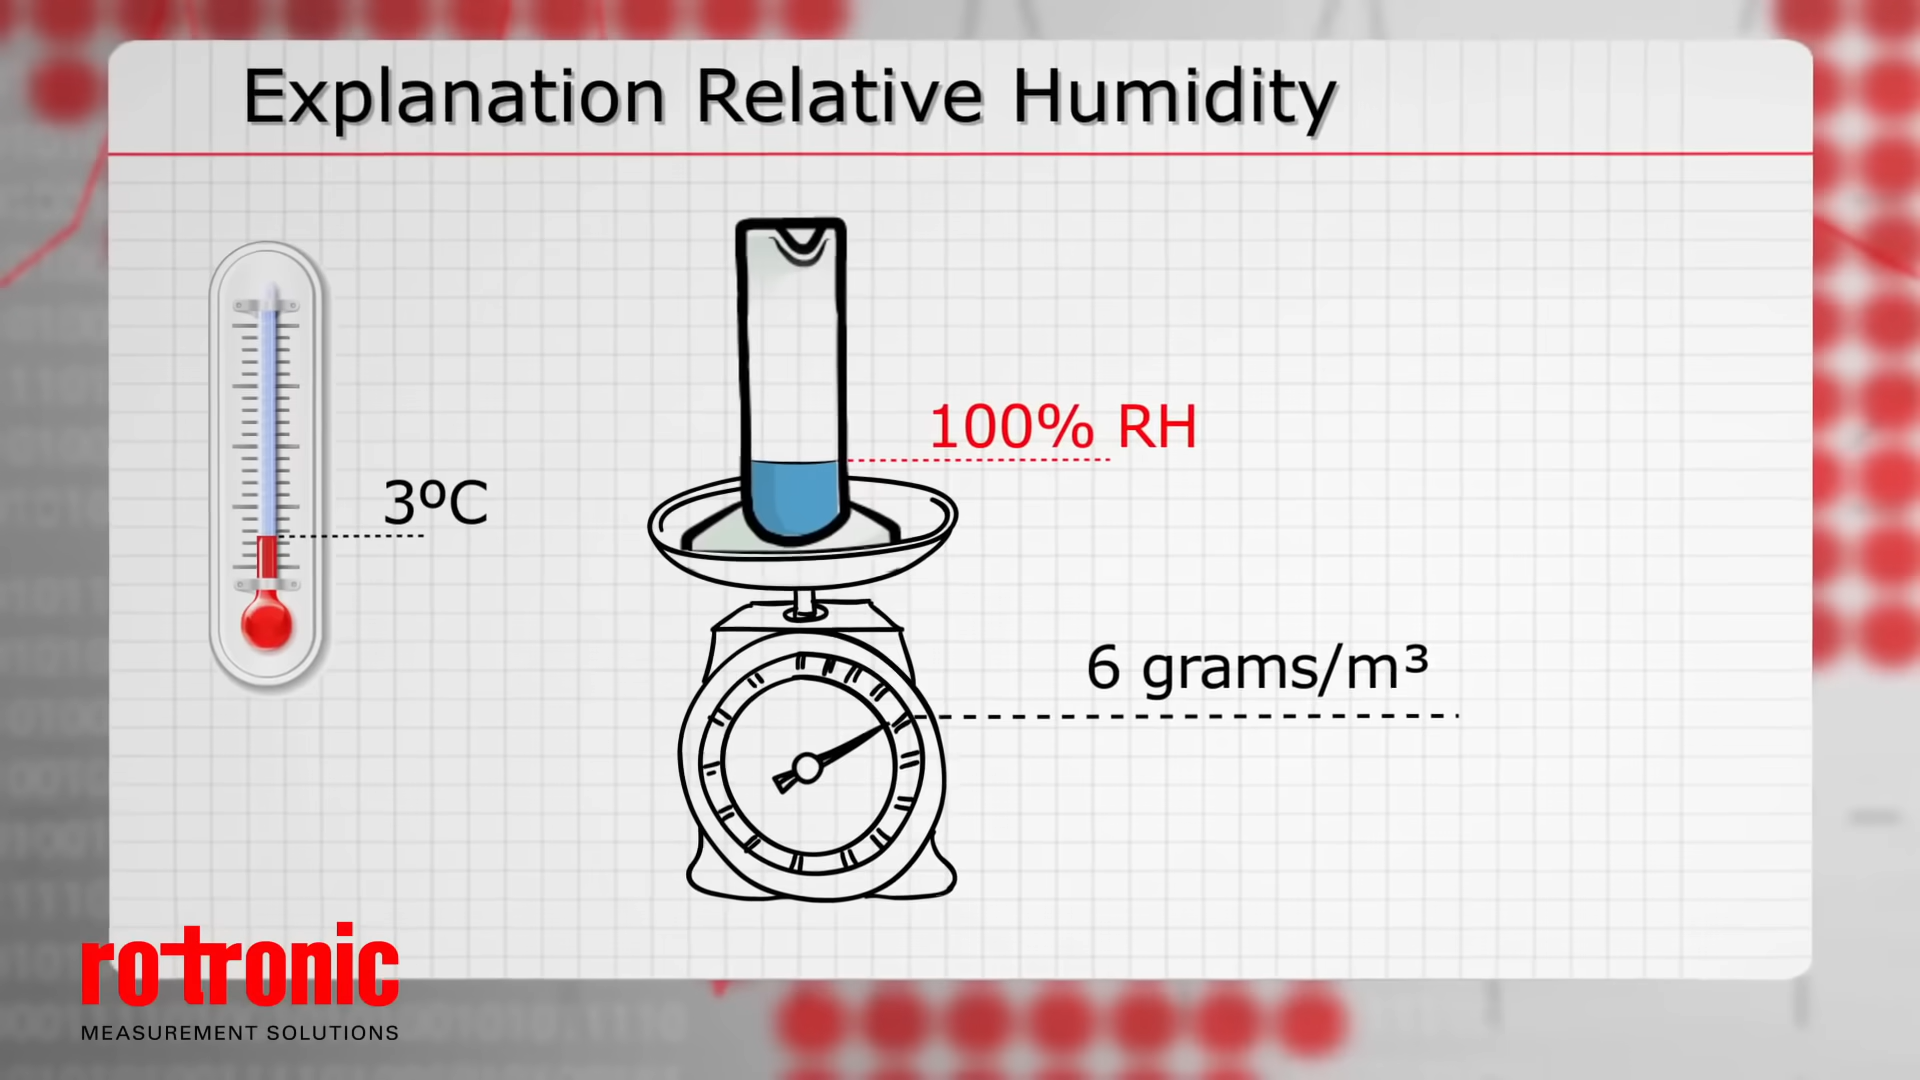 Explanation Relative Humidity
100% RH
3ºC
6 grams/m³
rotronic
MEASUREMENT SOLUTIONS